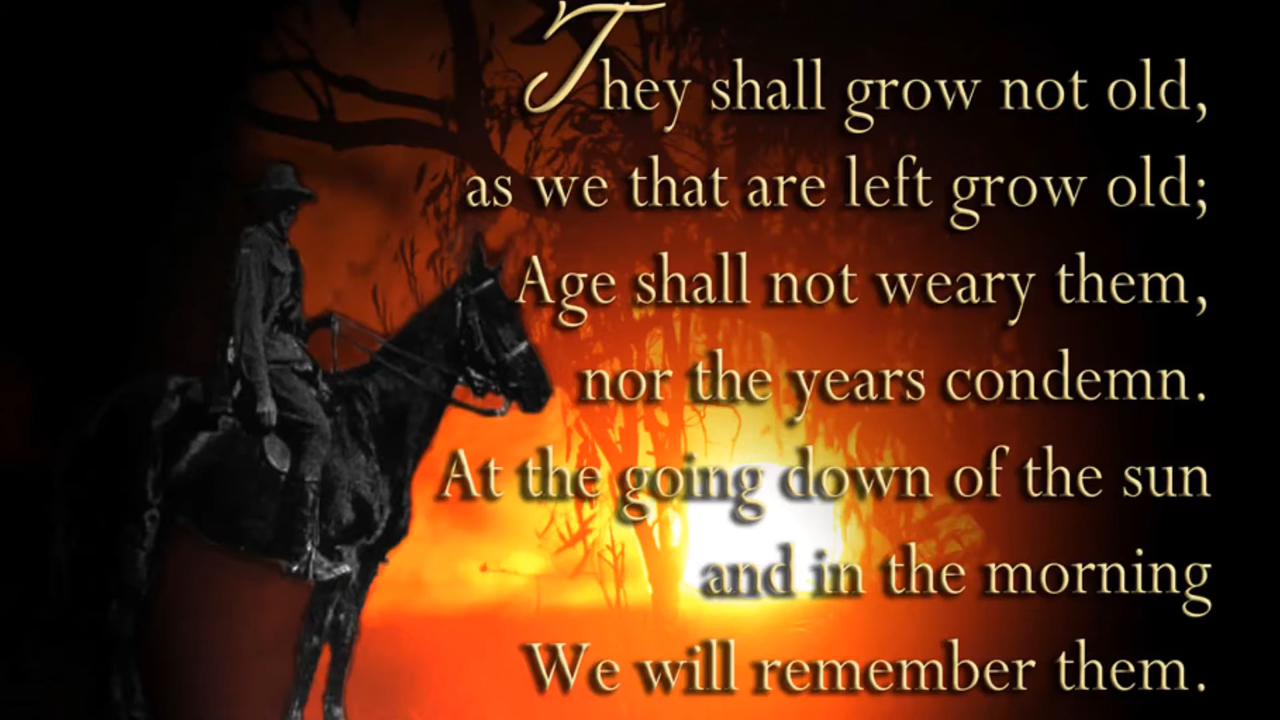 They shall grow not old,
as we that are left grow old;
Age shall not weary them,
nor the years condemn.
At the going down of the sun
and in the morning
We will remember them.